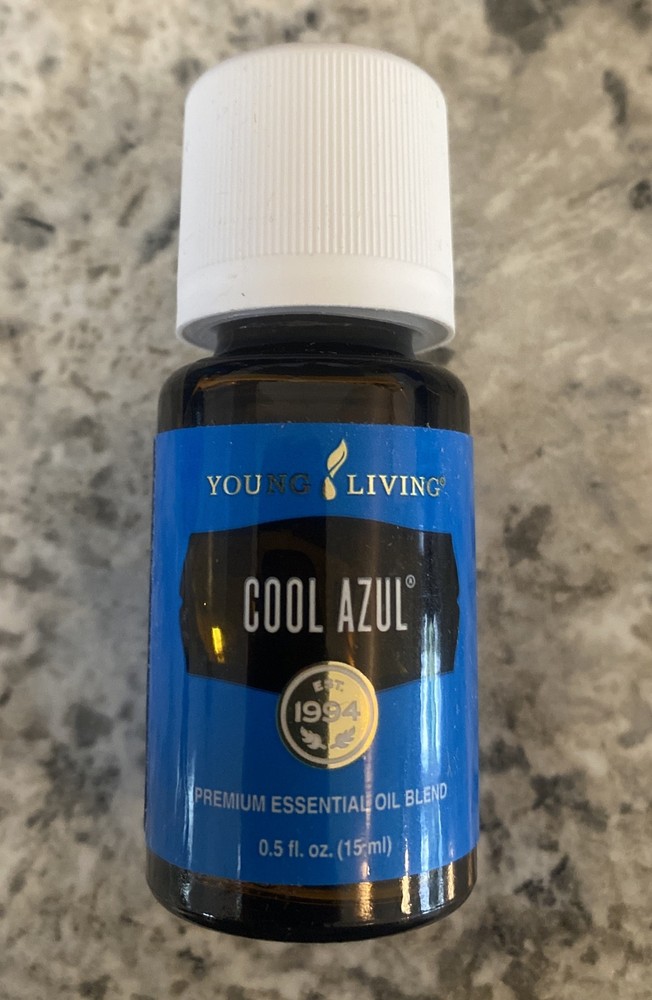 YOUNG LIVING®
COOL AZUL®
EST.
1994
PREMIUM ESSENTIAL OIL BLEND
0.5 fl. oz. (15 ml)